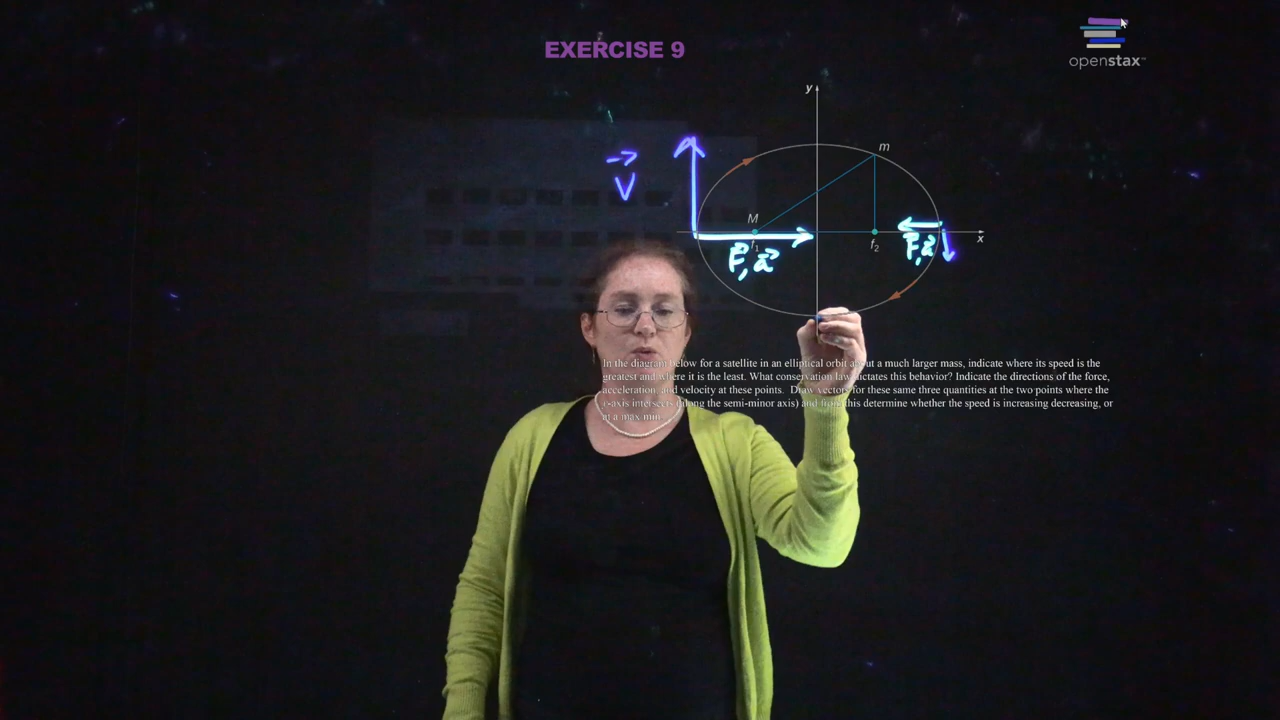 EXERCISE 9
openstax™
y
m
V
M
f1
f2
x
F, a
F, a
In the diagram below for a satellite in an elliptical orbit about a much larger mass, indicate where its speed is the
greatest and where it is the least. What conservation law dictates this behavior? Indicate the directions of the force,
acceleration, and velocity at these points. Draw vectors for these same three quantities at the two points where the
y-axis intersects (along the semi-minor axis) and from this determine whether the speed is increasing decreasing, or
at a max/min.